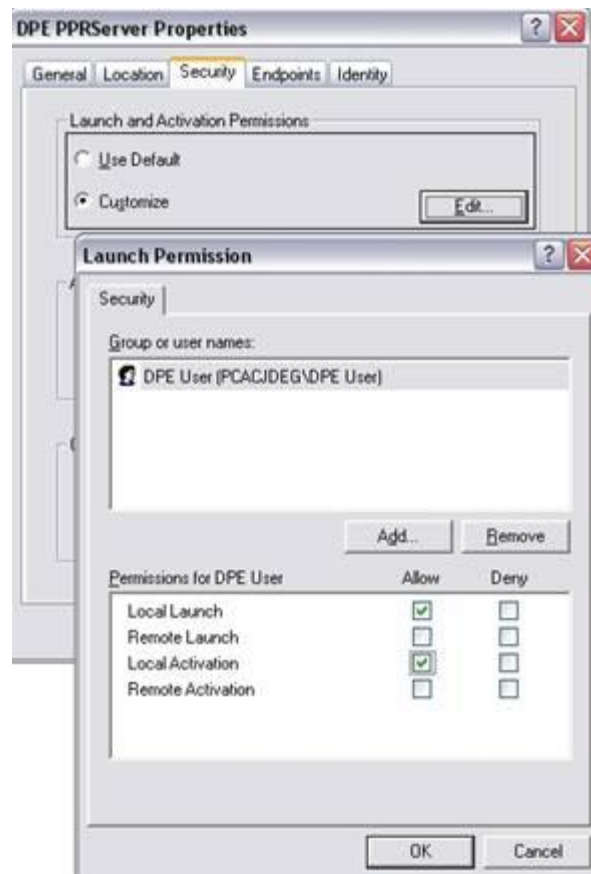 DPE PPRServer Properties
General Location Security Endpoints Identity
Launch and Activation Permissions
Use Default
Customize
Edit...
Launch Permission
Security
Group or user names:
DPE User (PCACJDEG\DPE User)
Add... Remove
Permissions for DPE User Allow Deny
Local Launch
Remote Launch
Local Activation
Remote Activation
OK Cancel